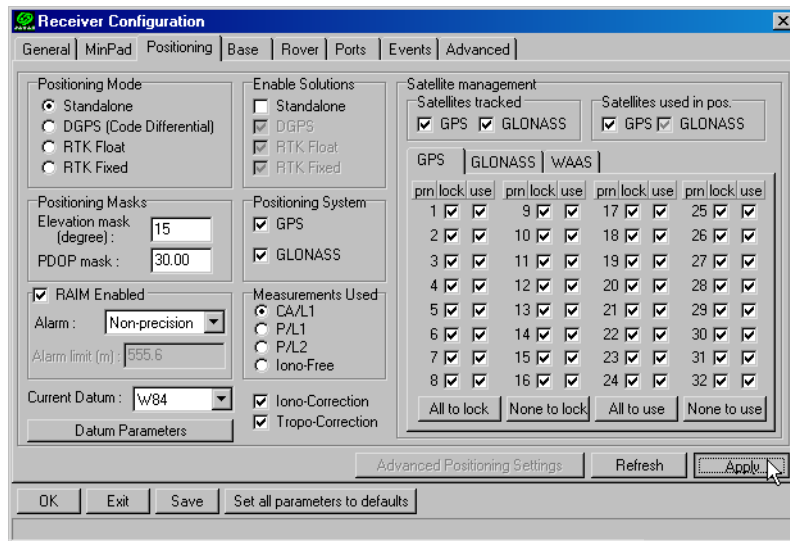 JAVAD Receiver Configuration
General MinPad Positioning Base Rover Ports Events Advanced
Positioning Mode
Standalone
DGPS (Code Differential)
RTK Float
RTK Fixed
Enable Solutions
Standalone
DGPS
RTK Float
RTK Fixed
Positioning Masks
Elevation mask
(degree) : 15
PDOP mask : 30.00
Positioning System
GPS
GLONASS
RAIM Enabled
Alarm : Non-precision
Alarm limit (m) : 555.6
Measurements Used
CA/L1
P/L1
P/L2
Iono-Free
Current Datum : W84
Datum Parameters
Iono-Correction
Tropo-Correction
Satellite management
Satellites tracked
GPS GLONASS
Satellites used in pos.
GPS GLONASS
GPS GLONASS WAAS
prn lock use prn lock use prn lock use prn lock use
1 9 17 25
2 10 18 26
3 11 19 27
4 12 20 28
5 13 21 29
6 14 22 30
7 15 23 31
8 16 24 32
All to lock None to lock All to use None to use
Advanced Positioning Settings Refresh Apply
OK Exit Save Set all parameters to defaults